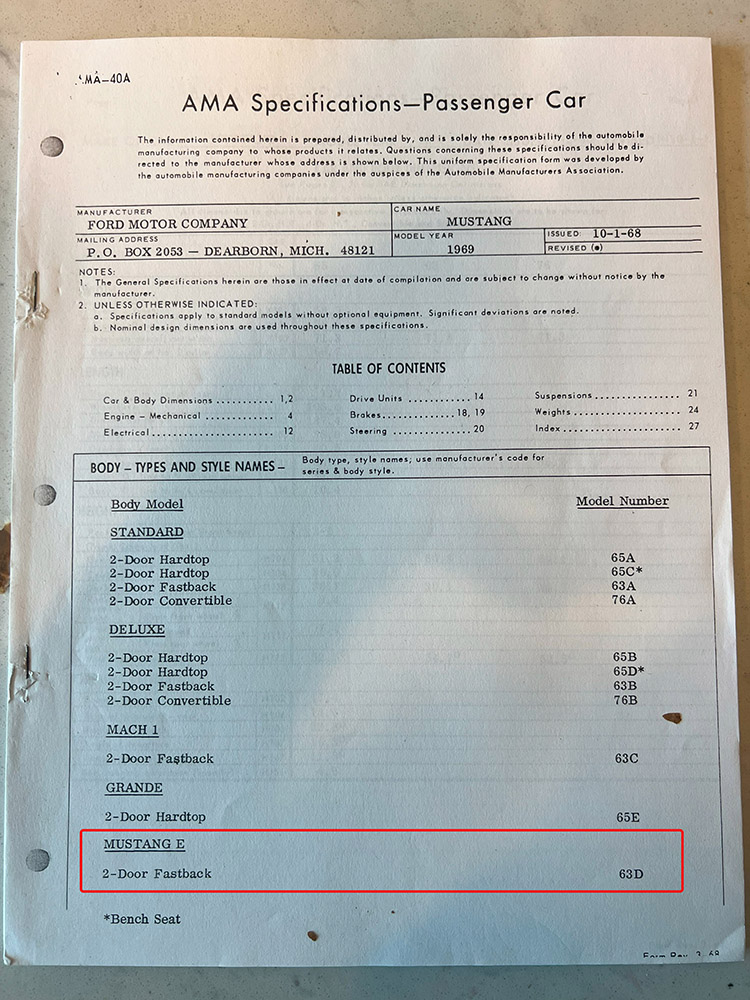 AMA-40A
AMA Specifications—Passenger Car
The information contained herein is prepared, distributed by, and is solely the responsibility of the automobile
manufacturing company to whose products it relates. Questions concerning these specifications should be di-
rected to the manufacturer whose address is shown below. This uniform specification form was developed by
the automobile manufacturing companies under the auspices of the Automobile Manufacturers Association.
MANUFACTURER
FORD MOTOR COMPANY
CAR NAME
MUSTANG
MAILING ADDRESS
P.O. BOX 2053 — DEARBORN, MICH. 48121
MODEL YEAR
1969
ISSUED: 10-1-68
REVISED (●)
NOTES:
1. The General Specifications herein are those in effect at date of compilation and are subject to change without notice by the
manufacturer.
2. UNLESS OTHERWISE INDICATED:
a. Specifications apply to standard models without optional equipment. Significant deviations are noted.
b. Nominal design dimensions are used throughout these specifications.
TABLE OF CONTENTS
Car & Body Dimensions ........... 1,2
Engine — Mechanical ............. 4
Electrical ....................... 12
Drive Units ............ 14
Brakes.............. 18, 19
Steering ............... 20
Suspensions ................. 21
Weights ..................... 24
Index ....................... 27
BODY — TYPES AND STYLE NAMES —
Body type, style names; use manufacturer's code for
series & body style.
Body Model Model Number
STANDARD
2-Door Hardtop 65A
2-Door Hardtop 65C*
2-Door Fastback 63A
2-Door Convertible 76A
DELUXE
2-Door Hardtop 65B
2-Door Hardtop 65D*
2-Door Fastback 63B
2-Door Convertible 76B
MACH 1
2-Door Fastback 63C
GRANDE
2-Door Hardtop 65E
MUSTANG E
2-Door Fastback 63D
*Bench Seat
Form Rev. 3-68